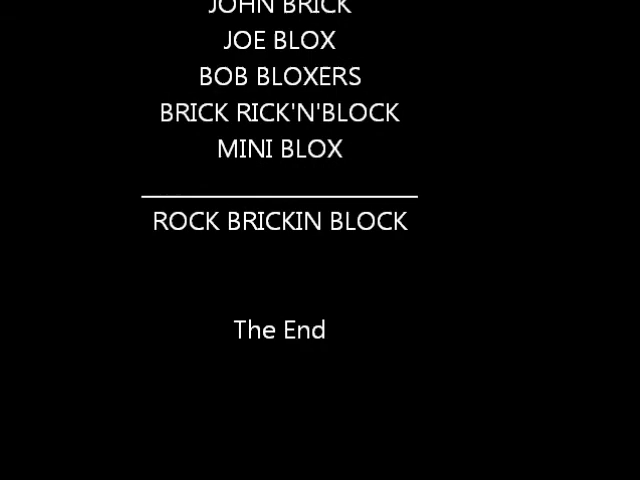 JOHN BRICK
JOE BLOX
BOB BLOXERS
BRICK RICK'N'BLOCK
MINI BLOX
ROCK BRICKIN BLOCK
The End